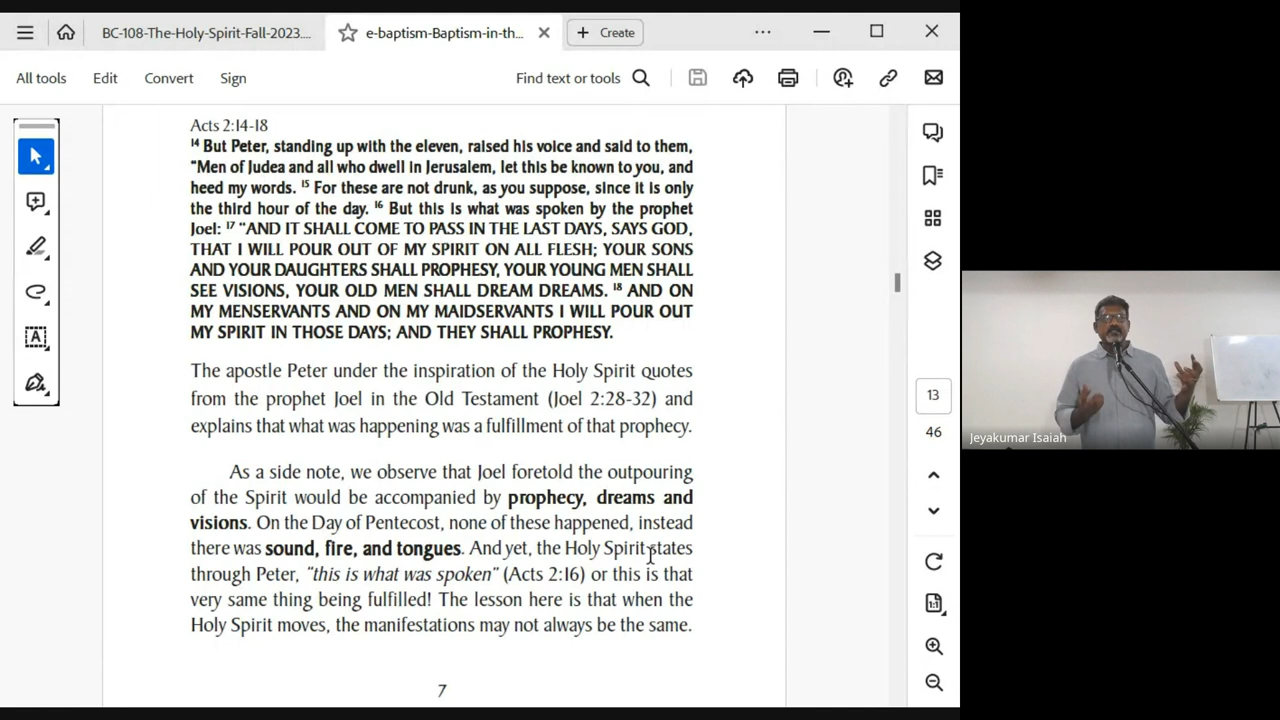 BC-108-The-Holy-Spirit-Fall-2023....
e-baptism-Baptism-in-th...
Create
All tools
Edit
Convert
Sign
Find text or tools
Acts 2:14-18
14 But Peter, standing up with the eleven, raised his voice and said to them,
"Men of Judea and all who dwell in Jerusalem, let this be known to you, and
heed my words. 15 For these are not drunk, as you suppose, since it is only
the third hour of the day. 16 But this is what was spoken by the prophet
Joel: 17 "AND IT SHALL COME TO PASS IN THE LAST DAYS, SAYS GOD,
THAT I WILL POUR OUT OF MY SPIRIT ON ALL FLESH; YOUR SONS
AND YOUR DAUGHTERS SHALL PROPHESY, YOUR YOUNG MEN SHALL
SEE VISIONS, YOUR OLD MEN SHALL DREAM DREAMS. 18 AND ON
MY MENSERVANTS AND ON MY MAIDSERVANTS I WILL POUR OUT
MY SPIRIT IN THOSE DAYS; AND THEY SHALL PROPHESY.
The apostle Peter under the inspiration of the Holy Spirit quotes
from the prophet Joel in the Old Testament (Joel 2:28-32) and
explains that what was happening was a fulfillment of that prophecy.
As a side note, we observe that Joel foretold the outpouring
of the Spirit would be accompanied by prophecy, dreams and
visions. On the Day of Pentecost, none of these happened, instead
there was sound, fire, and tongues. And yet, the Holy Spirit states
through Peter, "this is what was spoken" (Acts 2:16) or this is that
very same thing being fulfilled! The lesson here is that when the
Holy Spirit moves, the manifestations may not always be the same.
7
13
46
1:1
A
Jeyakumar Isaiah